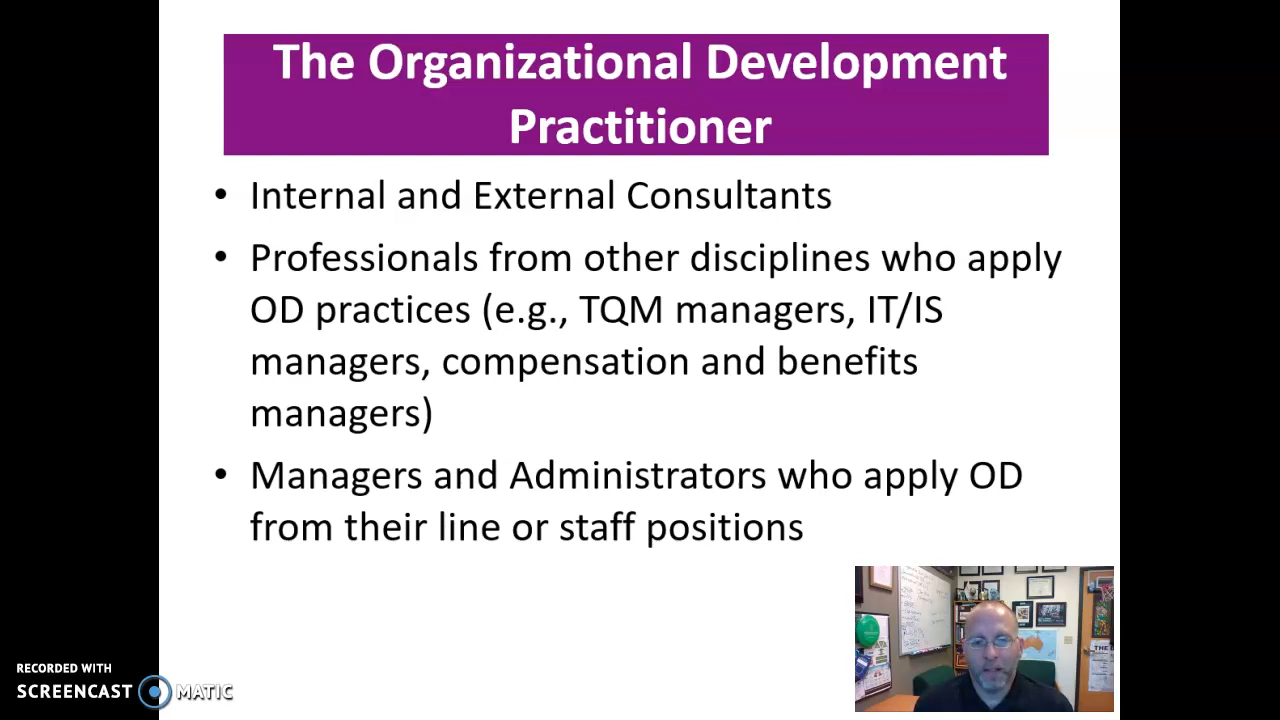 The Organizational Development
Practitioner
• Internal and External Consultants
• Professionals from other disciplines who apply
OD practices (e.g., TQM managers, IT/IS
managers, compensation and benefits
managers)
• Managers and Administrators who apply OD
from their line or staff positions
RECORDED WITH
SCREENCAST MATIC